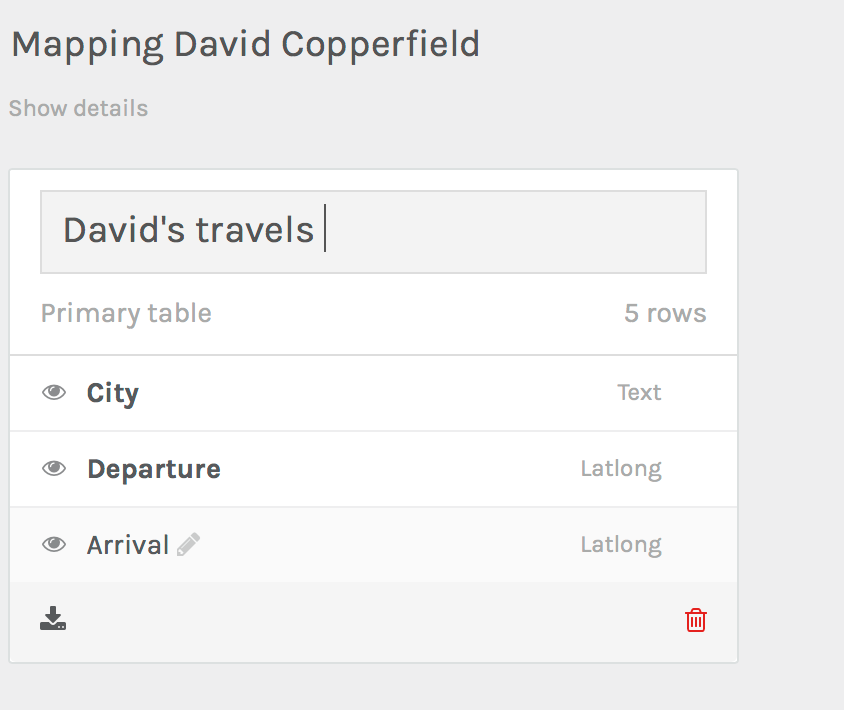 Mapping David Copperfield
Show details
David's travels
Primary table 5 rows
City Text
Departure Latlong
Arrival Latlong